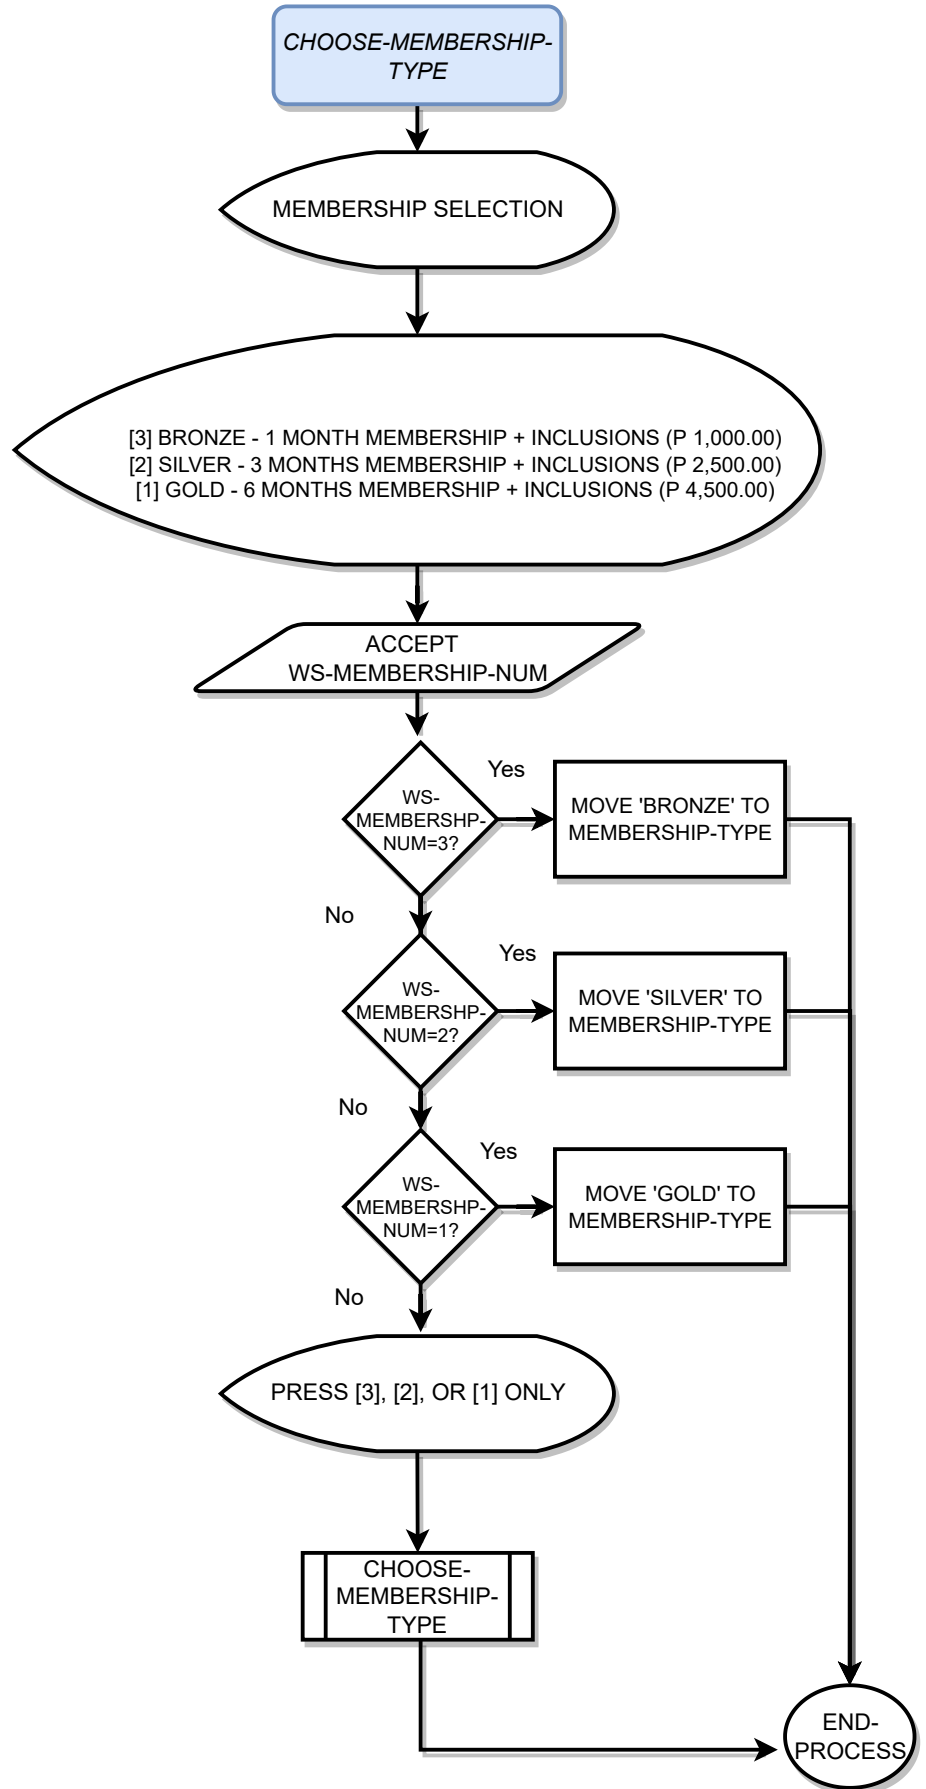 CHOOSE-MEMBERSHIP-
TYPE
MEMBERSHIP SELECTION
[3] BRONZE - 1 MONTH MEMBERSHIP + INCLUSIONS (P 1,000.00)
[2] SILVER - 3 MONTHS MEMBERSHIP + INCLUSIONS (P 2,500.00)
[1] GOLD - 6 MONTHS MEMBERSHIP + INCLUSIONS (P 4,500.00)
ACCEPT
WS-MEMBERSHIP-NUM
WS-
MEMBERSHP-
NUM=3?
Yes
MOVE 'BRONZE' TO
MEMBERSHIP-TYPE
No
WS-
MEMBERSHP-
NUM=2?
Yes
MOVE 'SILVER' TO
MEMBERSHIP-TYPE
No
WS-
MEMBERSHP-
NUM=1?
Yes
MOVE 'GOLD' TO
MEMBERSHIP-TYPE
No
PRESS [3], [2], OR [1] ONLY
CHOOSE-
MEMBERSHIP-
TYPE
END-
PROCESS